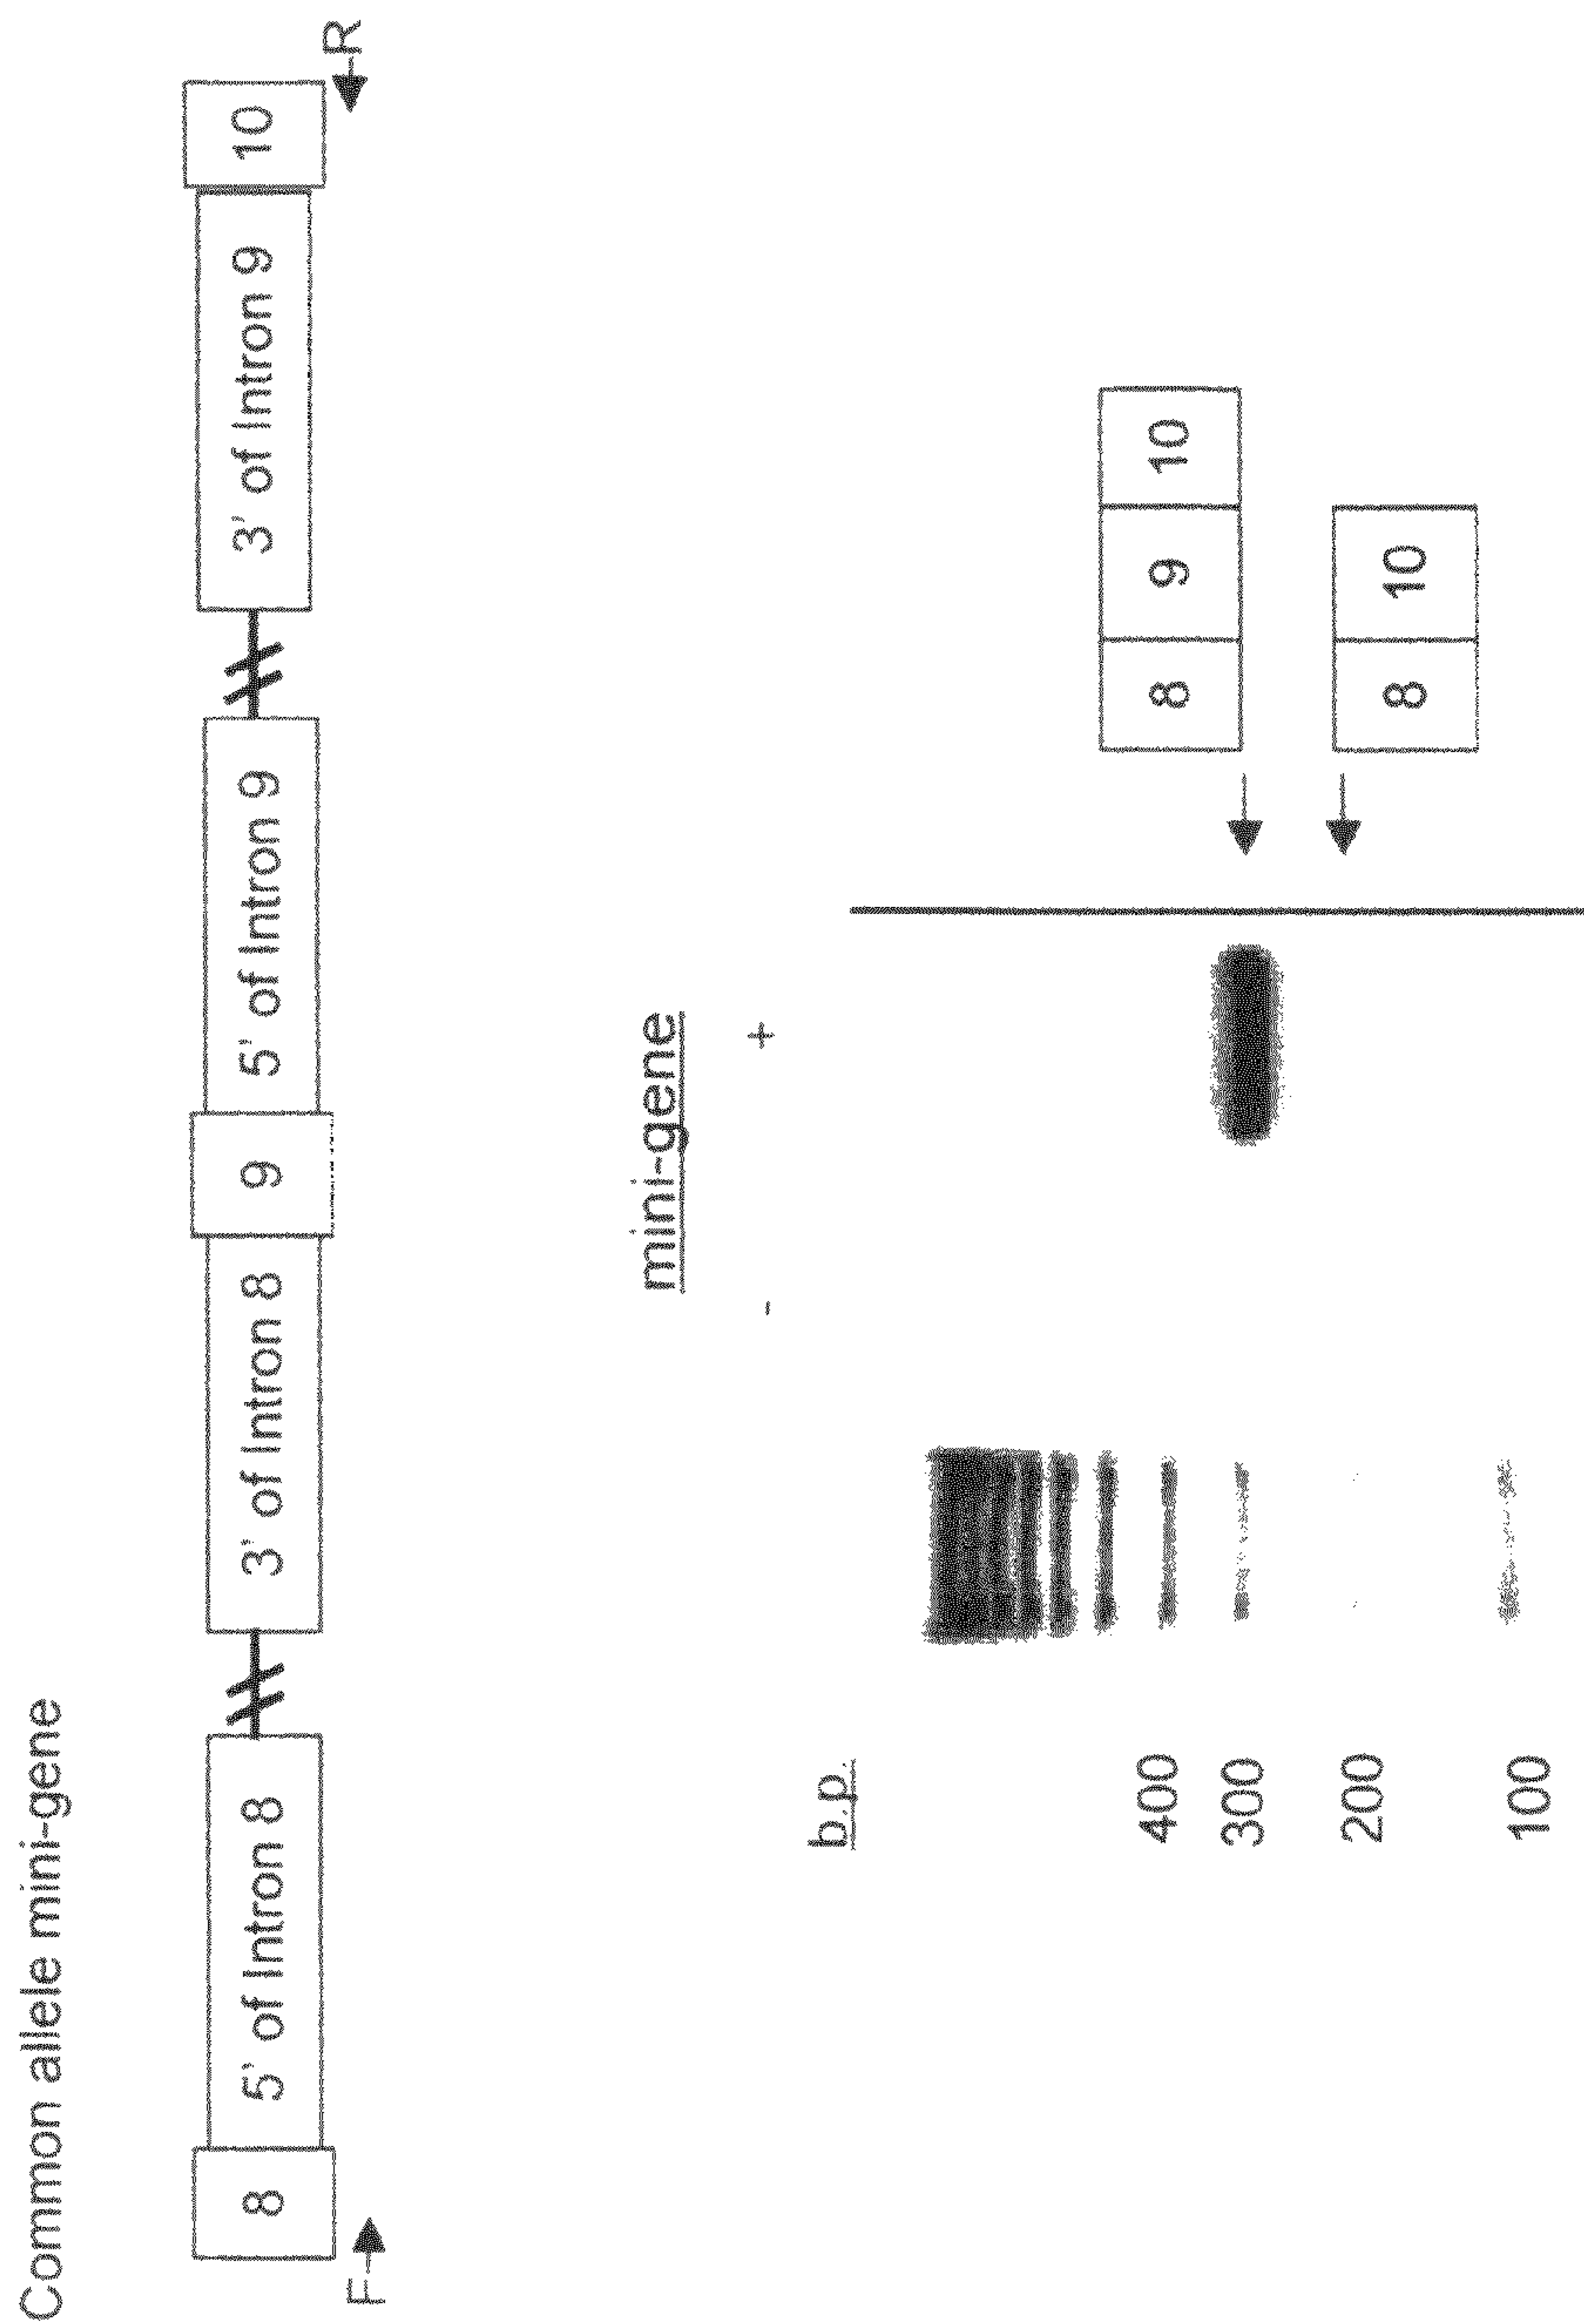 Common allele mini-gene
8 5' of Intron 8 3' of Intron 8 9 5' of Intron 9 3' of Intron 9 10
F R
mini-gene
- +
b.p.
400
300
200
100
8 9 10
8 10